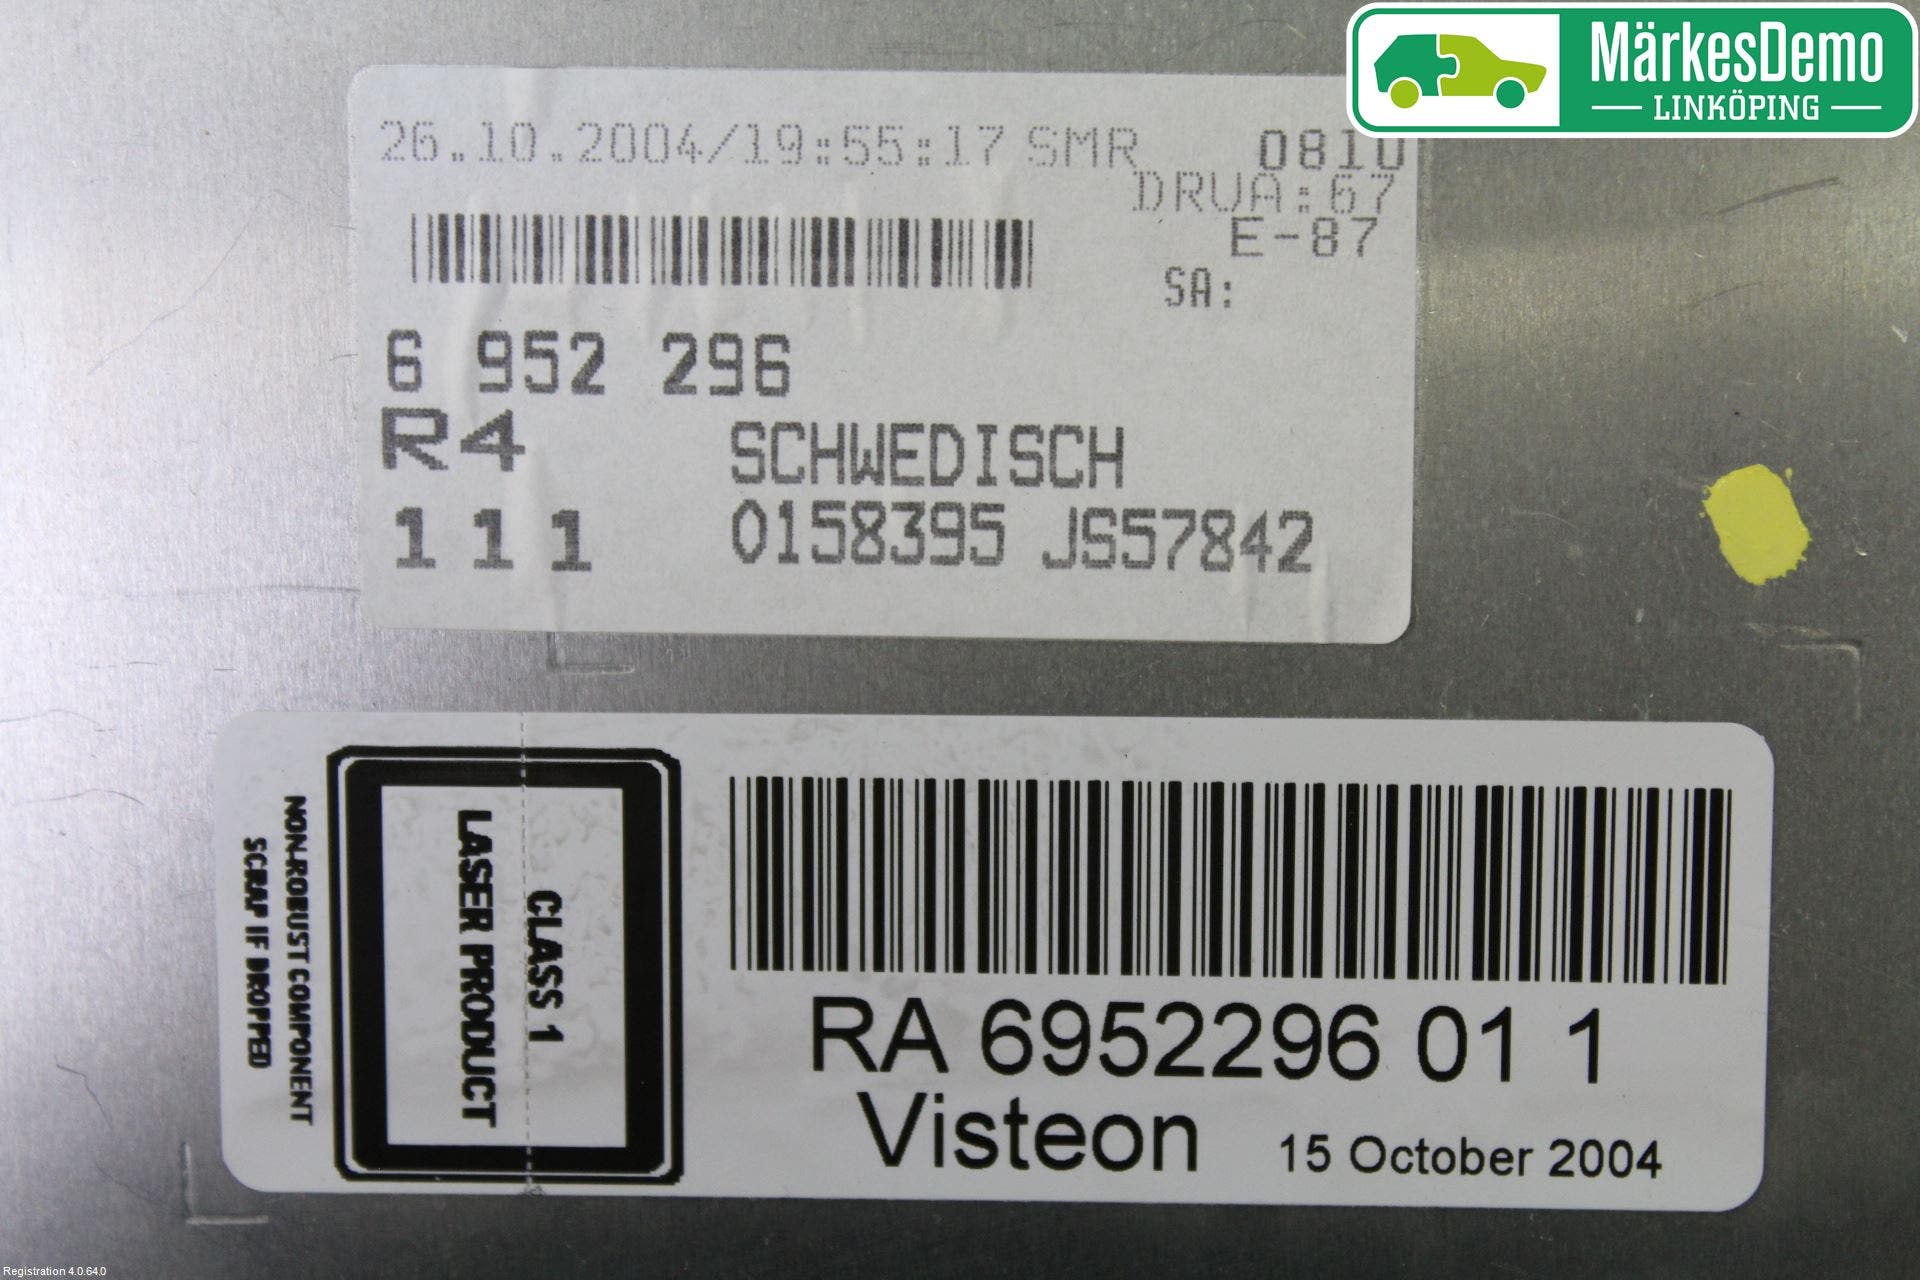 MärkesDemo
LINKÖPING
26.10.2004/19:55:17 SMR 0810
DRVA:67
E-87
SA:
6 952 296
R4 SCHWEDISCH
111 0158395 JS57842
CLASS 1
LASER PRODUCT
NON-ROBUST COMPONENT
SCRAP IF DROPPED
RA 6952296 01 1
Visteon 15 October 2004
Registration 4.0.64.0